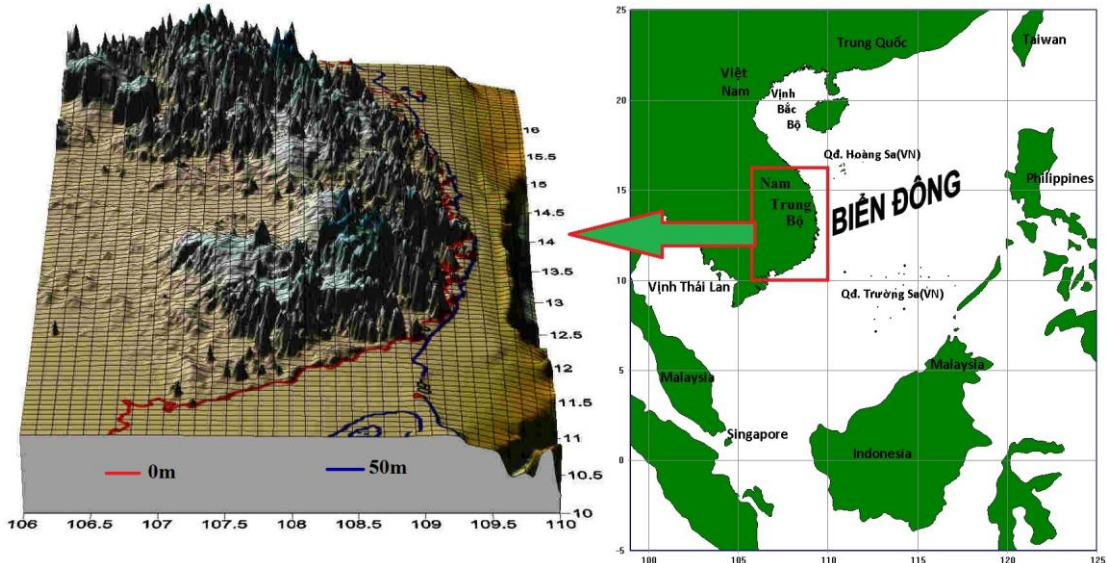 16
15.5
15
14.5
14
13.5
13
12.5
12
11.5
11
10.5
10
0m
50m
106
106.5
107
107.5
108
108.5
109
109.5
110
25
20
15
10
5
0
-5
100
105
110
115
120
125
Trung Quốc
Taiwan
Việt
Nam
Vịnh
Bắc
Bộ
Qđ. Hoàng Sa(VN)
Nam
Trung
Bộ
BIỂN ĐÔNG
Philippines
Vịnh Thái Lan
Qđ. Trường Sa(VN)
Malaysia
Malaysia
Singapore
Indonesia